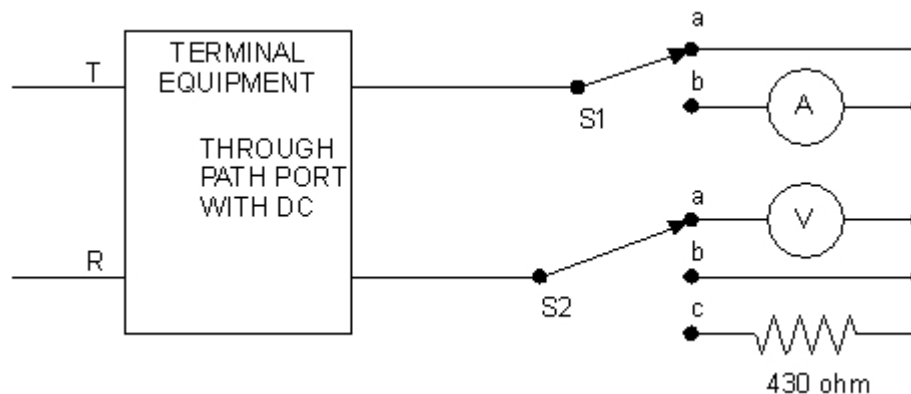 TERMINAL
EQUIPMENT
THROUGH
PATH PORT
WITH DC
T
R
S1
a
b
A
S2
a
V
b
c
430 ohm